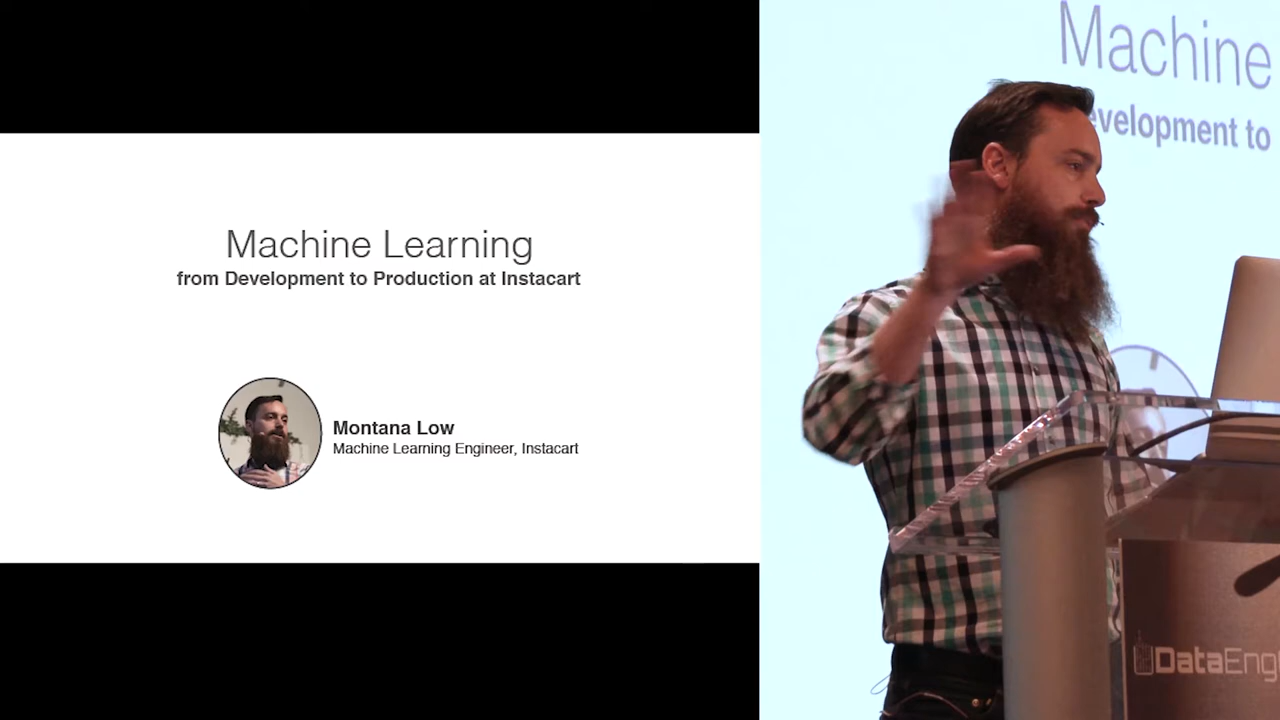 Machine Learning
from Development to Production at Instacart
Montana Low
Machine Learning Engineer, Instacart
Machine
evelopment to
DataEng